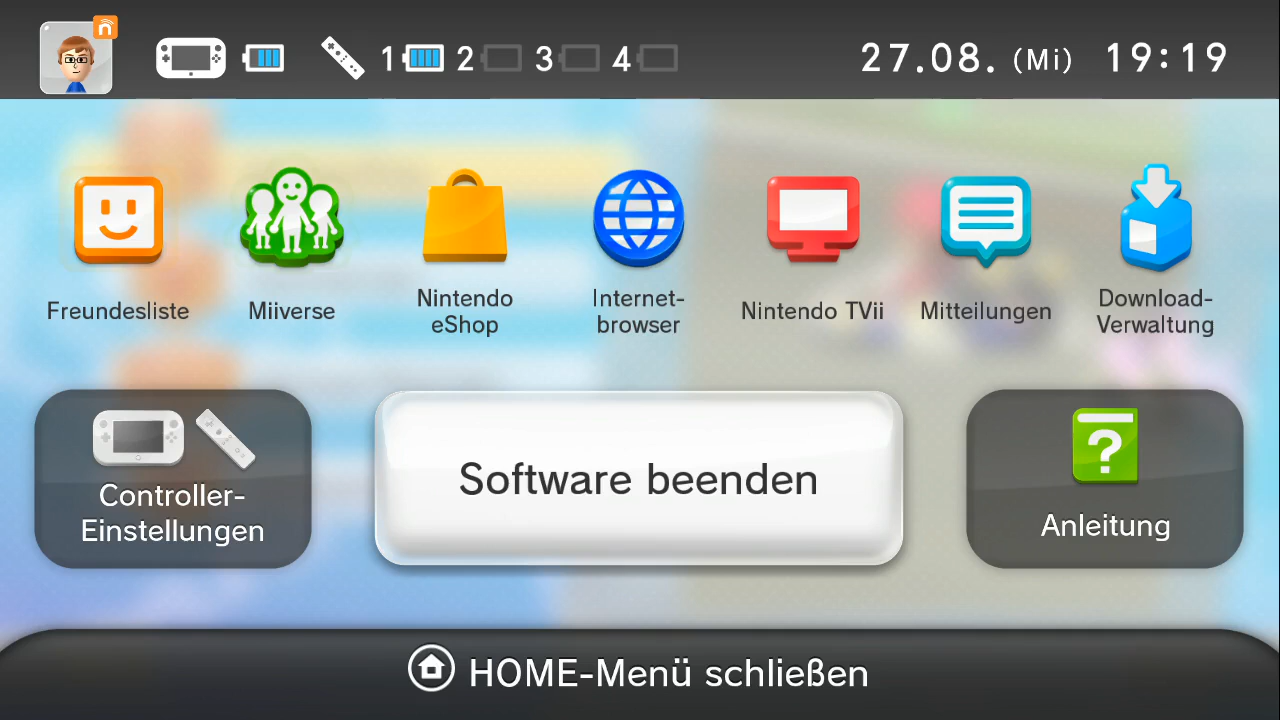 1 2 3 4 27.08. (Mi) 19:19
Freundesliste
Miiverse
Nintendo
eShop
Internet-
browser
Nintendo TVii
Mitteilungen
Download-
Verwaltung
Controller-
Einstellungen
Software beenden
?
Anleitung
HOME-Menü schließen